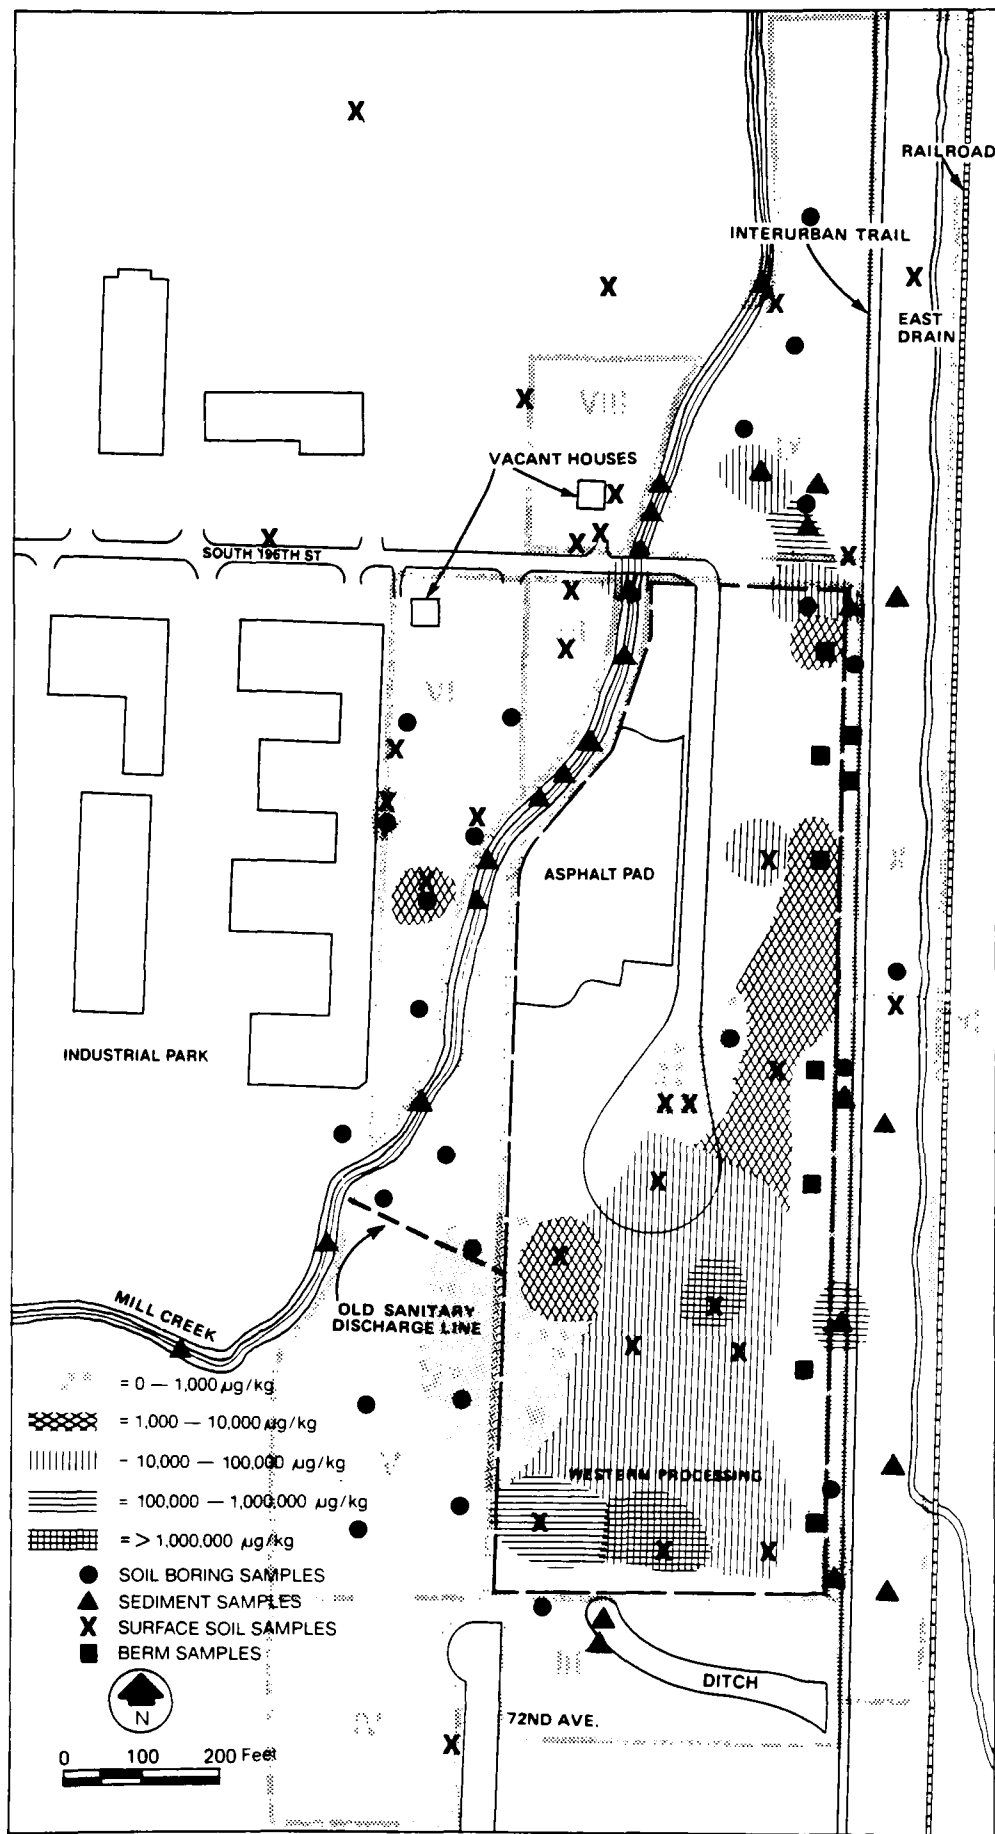 RAILROAD
INTERURBAN TRAIL
EAST
DRAIN
VIII
VACANT HOUSES
SOUTH 196TH ST
VI
ASPHALT PAD
X
INDUSTRIAL PARK
MILL CREEK
OLD SANITARY
DISCHARGE LINE
= 0 — 1,000 µg/kg
= 1,000 — 10,000 µg/kg
V
- 10,000 — 100,000 µg/kg
WESTERN PROCESSING
= 100,000 — 1,000,000 µg/kg
= > 1,000,000 µg/kg
SOIL BORING SAMPLES
SEDIMENT SAMPLES
X SURFACE SOIL SAMPLES
BERM SAMPLES
III
DITCH
N
IV
72ND AVE.
0 100 200 Feet